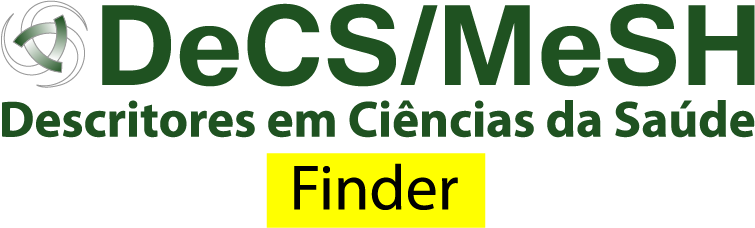 DeCS/MeSH
Descritores em Ciências da Saúde
Finder